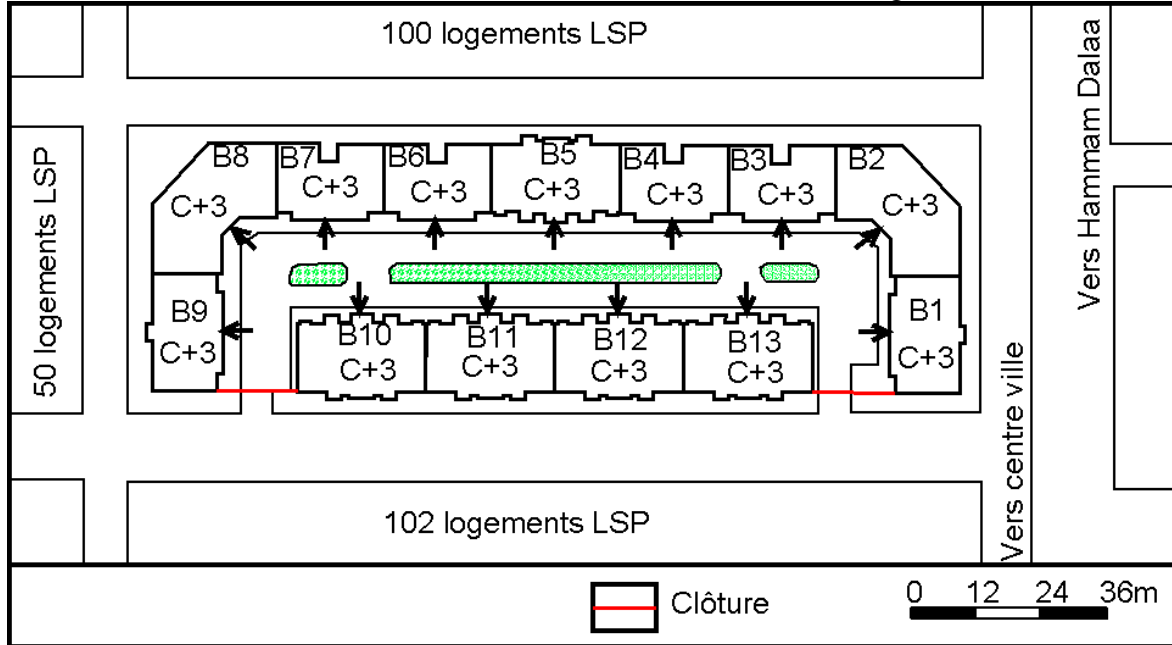 100 logements LSP
Vers Hammam Dalaa
50 logements LSP
B8
C+3
B7
C+3
B6
C+3
B5
C+3
B4
C+3
B3
C+3
B2
C+3
B9
C+3
B10
C+3
B11
C+3
B12
C+3
B13
C+3
B1
C+3
Vers centre ville
102 logements LSP
Clôture
0 12 24 36m